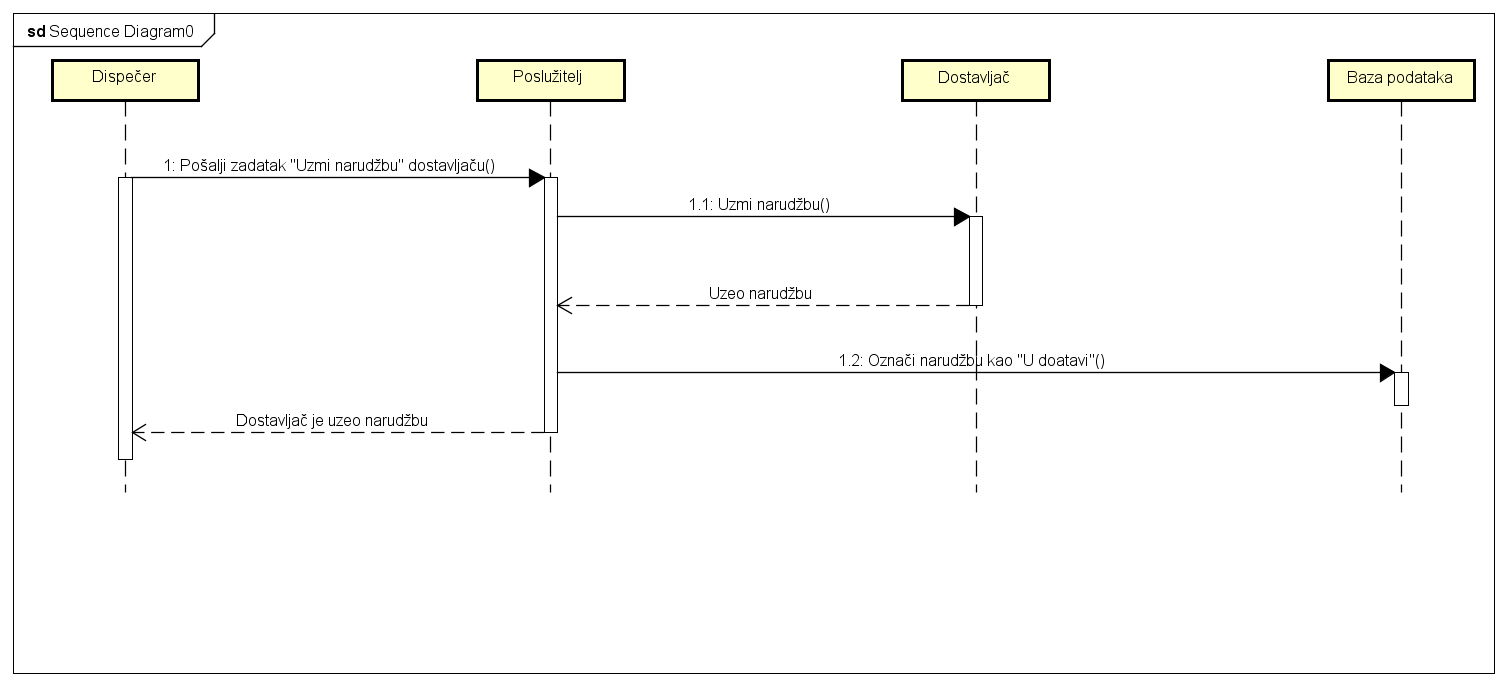 sd Sequence Diagram0
Dispečer
Poslužitelj
Dostavljač
Baza podataka
1: Pošalji zadatak "Uzmi narudžbu" dostavljaču()
1.1: Uzmi narudžbu()
Uzeo narudžbu
1.2: Označi narudžbu kao "U doatavi"()
Dostavljač je uzeo narudžbu